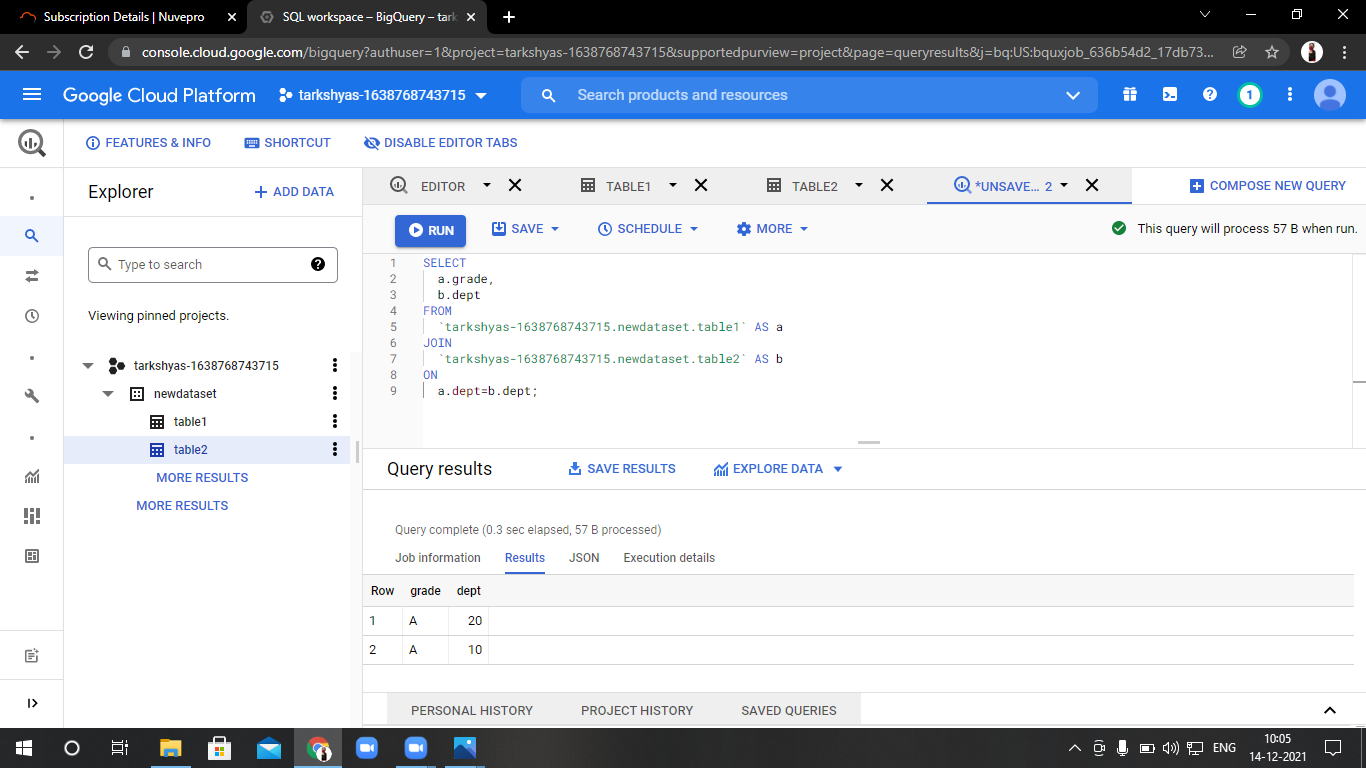 Subscription Details | Nuvepro
SQL workspace – BigQuery – tark
console.cloud.google.com/bigquery?authuser=1&project=tarkshyas-1638768743715&supportedpurview=project&page=queryresults&j=bq:US:bquxjob_636b54d2_17db73...
Google Cloud Platform
tarkshyas-1638768743715
Search products and resources
1
FEATURES & INFO
SHORTCUT
DISABLE EDITOR TABS
Explorer
+ ADD DATA
EDITOR
TABLE1
TABLE2
*UNSAVE... 2
COMPOSE NEW QUERY
RUN
SAVE
SCHEDULE
MORE
This query will process 57 B when run.
Type to search
Viewing pinned projects.
tarkshyas-1638768743715
newdataset
table1
table2
MORE RESULTS
MORE RESULTS
1 SELECT
2 a.grade,
3 b.dept
4 FROM
5 `tarkshyas-1638768743715.newdataset.table1` AS a
6 JOIN
7 `tarkshyas-1638768743715.newdataset.table2` AS b
8 ON
9 a.dept=b.dept;
Query results
SAVE RESULTS
EXPLORE DATA
Query complete (0.3 sec elapsed, 57 B processed)
Job information Results JSON Execution details
Row grade dept
1 A 20
2 A 10
PERSONAL HISTORY PROJECT HISTORY SAVED QUERIES
ENG
10:05
14-12-2021